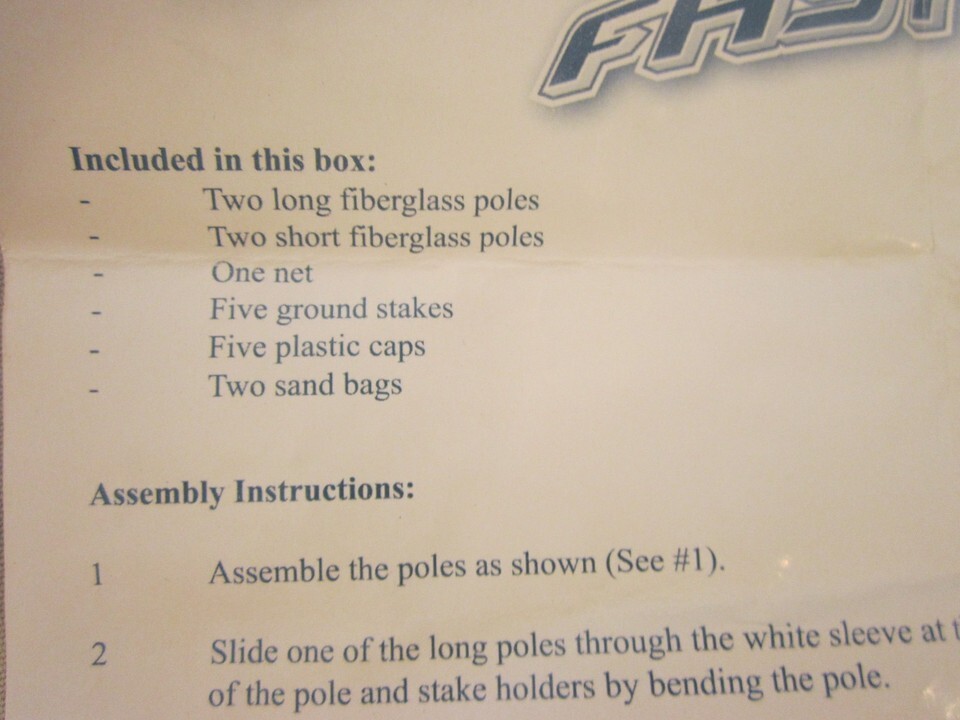 FAST
Included in this box:
- Two long fiberglass poles
- Two short fiberglass poles
- One net
- Five ground stakes
- Five plastic caps
- Two sand bags
Assembly Instructions:
1 Assemble the poles as shown (See #1).
2 Slide one of the long poles through the white sleeve at
of the pole and stake holders by bending the pole.